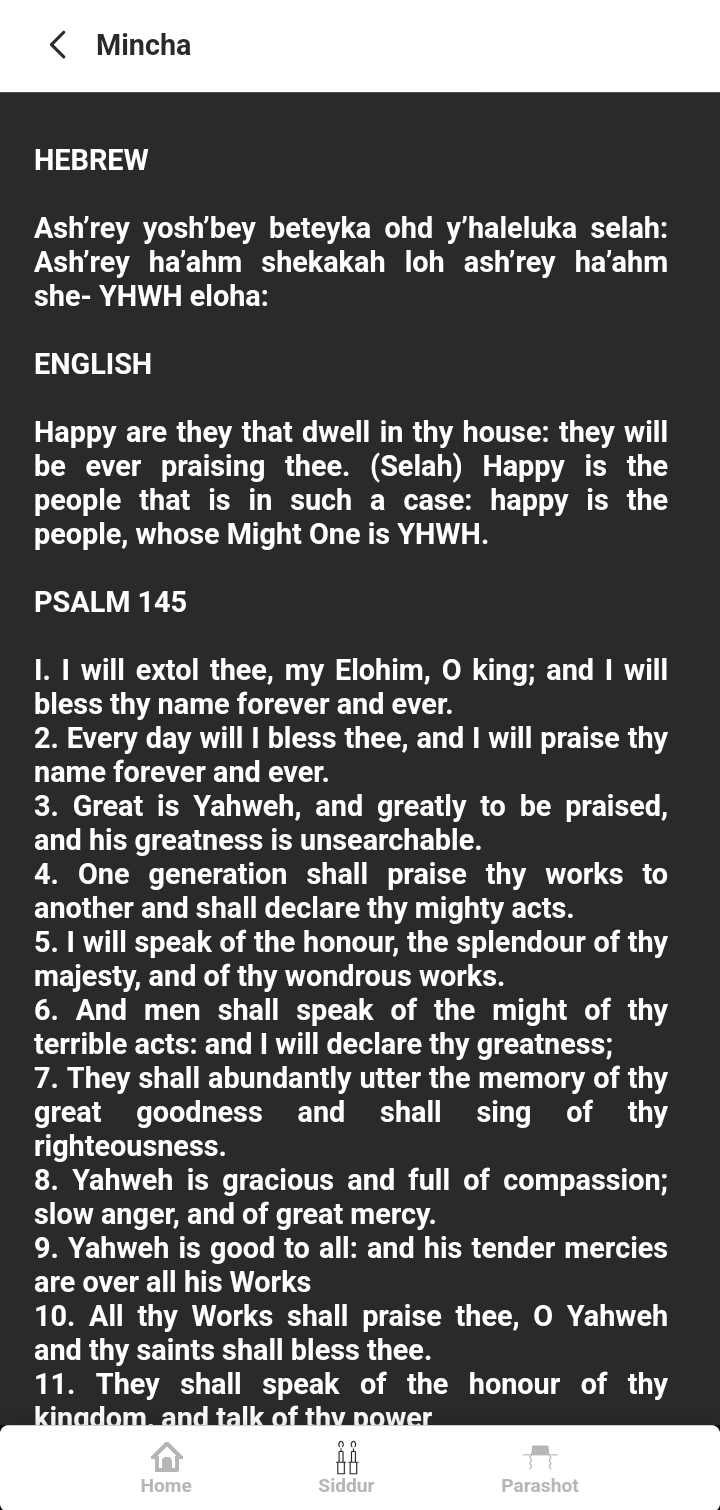 Mincha
HEBREW
Ash’rey yosh’bey beteyka ohd y’haleluka selah:
Ash’rey ha’ahm shekakah loh ash’rey ha’ahm
she- YHWH eloha:
ENGLISH
Happy are they that dwell in thy house: they will
be ever praising thee. (Selah) Happy is the
people that is in such a case: happy is the
people, whose Might One is YHWH.
PSALM 145
I. I will extol thee, my Elohim, O king; and I will
bless thy name forever and ever.
2. Every day will I bless thee, and I will praise thy
name forever and ever.
3. Great is Yahweh, and greatly to be praised,
and his greatness is unsearchable.
4. One generation shall praise thy works to
another and shall declare thy mighty acts.
5. I will speak of the honour, the splendour of thy
majesty, and of thy wondrous works.
6. And men shall speak of the might of thy
terrible acts: and I will declare thy greatness;
7. They shall abundantly utter the memory of thy
great goodness and shall sing of thy
righteousness.
8. Yahweh is gracious and full of compassion;
slow anger, and of great mercy.
9. Yahweh is good to all: and his tender mercies
are over all his Works
10. All thy Works shall praise thee, O Yahweh
and thy saints shall bless thee.
11. They shall speak of the honour of thy
kingdom, and talk of thy power
Home
Siddur
Parashot